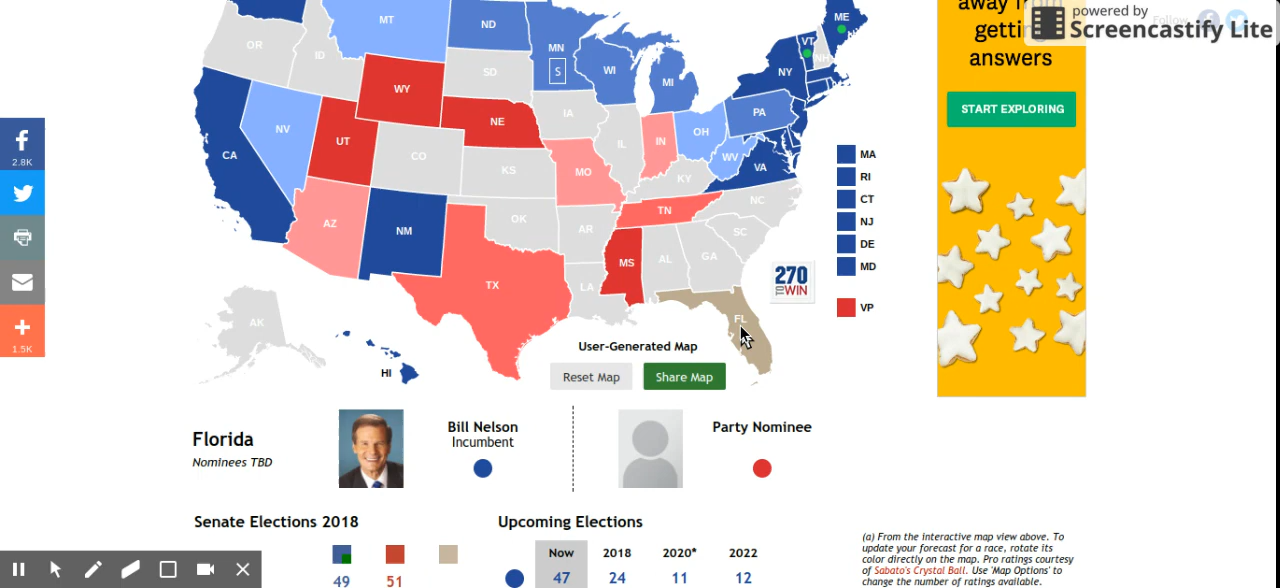 away from
getting
answers
START EXPLORING
powered by
Screencastify Lite
Follow
2.8K
1.5K
OR
ID
MT
ND
MN
S
SD
WI
MI
ME
VT
NH
NY
WY
NE
IA
PA
CA
NV
UT
CO
KS
MO
IL
IN
OH
WV
VA
KY
AZ
NM
OK
AR
TN
NC
SC
TX
LA
MS
AL
GA
FL
AK
HI
MA
RI
CT
NJ
DE
MD
VP
270
TO WIN
User-Generated Map
Reset Map
Share Map
Florida
Nominees TBD
Bill Nelson
Incumbent
Party Nominee
Senate Elections 2018
49
51
Upcoming Elections
Now 2018 2020* 2022
47 24 11 12
(a) From the interactive map view above. To
update your forecast for a race, rotate its
color directly on the map. Pro ratings courtesy
of Sabato's Crystal Ball. Use 'Map Options' to
change the number of ratings available.